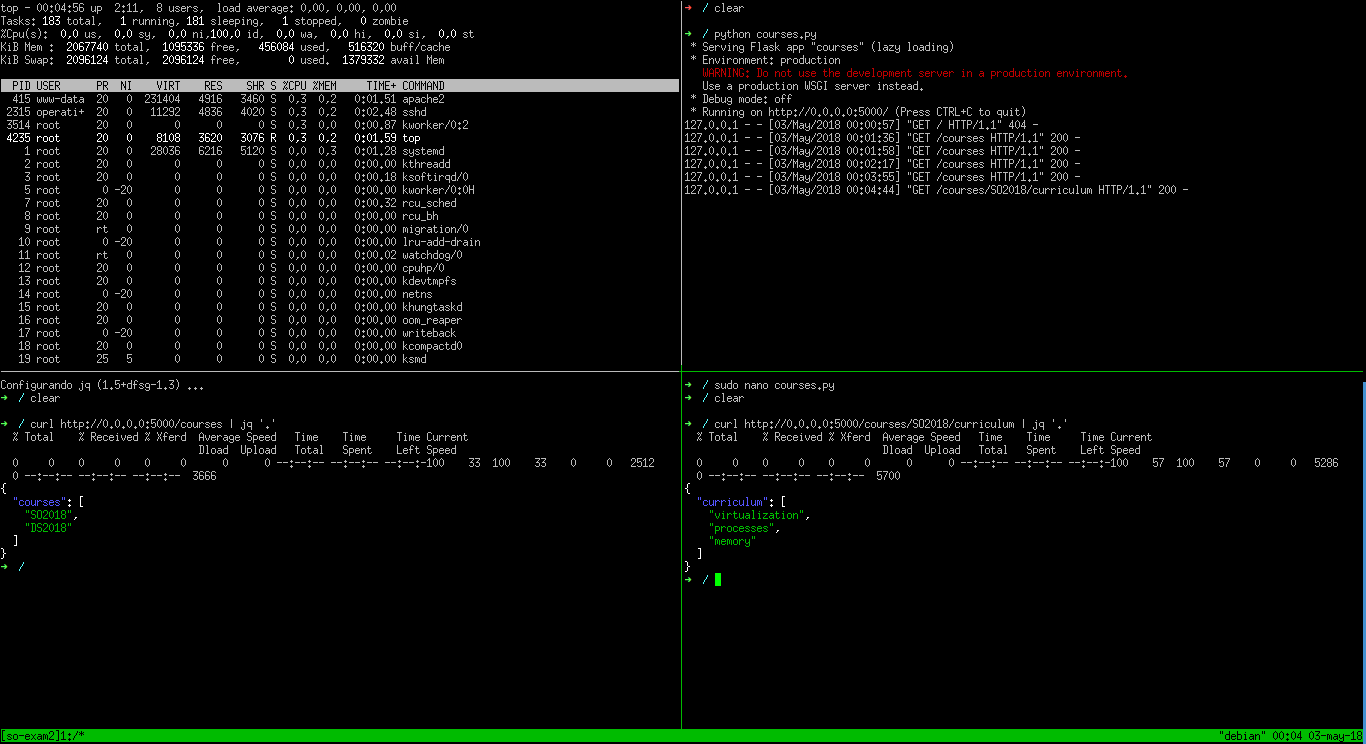 top - 00:04:56 up  2:11,  8 users,  load average: 0,00, 0,00, 0,00
Tasks: 183 total,   1 running, 181 sleeping,   1 stopped,   0 zombie
%Cpu(s):  0,0 us,  0,0 sy,  0,0 ni,100,0 id,  0,0 wa,  0,0 hi,  0,0 si,  0,0 st
KiB Mem :  2067740 total,  1095336 free,   456084 used,   516320 buff/cache
KiB Swap:  2096124 total,  2096124 free,        0 used.  1379332 avail Mem
PID USER      PR  NI    VIRT    RES    SHR S %CPU %MEM     TIME+ COMMAND
415 www-data  20   0  231404   4916   3460 S  0,3  0,2   0:01.51 apache2
2315 operati+  20   0   11292   4836   4020 S  0,3  0,2   0:02.48 sshd
3514 root      20   0       0      0      0 S  0,3  0,0   0:00.87 kworker/0:2
4235 root      20   0    8108   3620   3076 R  0,3  0,2   0:01.59 top
1 root      20   0   28036   6216   5120 S  0,0  0,3   0:01.28 systemd
2 root      20   0       0      0      0 S  0,0  0,0   0:00.00 kthreadd
3 root      20   0       0      0      0 S  0,0  0,0   0:00.18 ksoftirqd/0
5 root       0 -20       0      0      0 S  0,0  0,0   0:00.00 kworker/0:0H
7 root      20   0       0      0      0 S  0,0  0,0   0:00.32 rcu_sched
8 root      20   0       0      0      0 S  0,0  0,0   0:00.00 rcu_bh
9 root      rt   0       0      0      0 S  0,0  0,0   0:00.00 migration/0
10 root       0 -20       0      0      0 S  0,0  0,0   0:00.00 lru-add-drain
11 root      rt   0       0      0      0 S  0,0  0,0   0:00.02 watchdog/0
12 root      20   0       0      0      0 S  0,0  0,0   0:00.00 cpuhp/0
13 root      20   0       0      0      0 S  0,0  0,0   0:00.00 kdevtmpfs
14 root       0 -20       0      0      0 S  0,0  0,0   0:00.00 netns
15 root      20   0       0      0      0 S  0,0  0,0   0:00.00 khungtaskd
16 root      20   0       0      0      0 S  0,0  0,0   0:00.00 oom_reaper
17 root       0 -20       0      0      0 S  0,0  0,0   0:00.00 writeback
18 root      20   0       0      0      0 S  0,0  0,0   0:00.00 kcompactd0
19 root      25   5       0      0      0 S  0,0  0,0   0:00.00 ksmd
➜  / clear
➜  / python courses.py
* Serving Flask app "courses" (lazy loading)
* Environment: production
WARNING: Do not use the development server in a production environment.
Use a production WSGI server instead.
* Debug mode: off
* Running on http://0.0.0.0:5000/ (Press CTRL+C to quit)
127.0.0.1 - - [03/May/2018 00:00:57] "GET / HTTP/1.1" 404 -
127.0.0.1 - - [03/May/2018 00:01:36] "GET /courses HTTP/1.1" 200 -
127.0.0.1 - - [03/May/2018 00:01:58] "GET /courses HTTP/1.1" 200 -
127.0.0.1 - - [03/May/2018 00:02:17] "GET /courses HTTP/1.1" 200 -
127.0.0.1 - - [03/May/2018 00:03:55] "GET /courses HTTP/1.1" 200 -
127.0.0.1 - - [03/May/2018 00:04:44] "GET /courses/SO2018/curriculum HTTP/1.1" 200 -
Configurando jq (1.5+dfsg-1.3) ...
➜  / clear
➜  / curl http://0.0.0.0:5000/courses | jq '.'
% Total    % Received % Xferd  Average Speed   Time    Time     Time  Current
Dload  Upload   Total   Spent    Left  Speed
0     0    0     0    0     0      0      0 --:--:-- --:--:-- --:--:--100    33  100    33    0     0   2512
0 --:--:-- --:--:-- --:--:--  3666
{
"courses": [
"SO2018",
"DS2018"
]
}
➜  /
➜  / sudo nano courses.py
➜  / clear
➜  / curl http://0.0.0.0:5000/courses/SO2018/curriculum | jq '.'
% Total    % Received % Xferd  Average Speed   Time    Time     Time  Current
Dload  Upload   Total   Spent    Left  Speed
0     0    0     0    0     0      0      0 --:--:-- --:--:-- --:--:--100    57  100    57    0     0   5286
0 --:--:-- --:--:-- --:--:--  5700
{
"curriculum": [
"virtualization",
"processes",
"memory"
]
}
➜  /
[so-exam2]1:/* "debian" 00:04 03-may-18